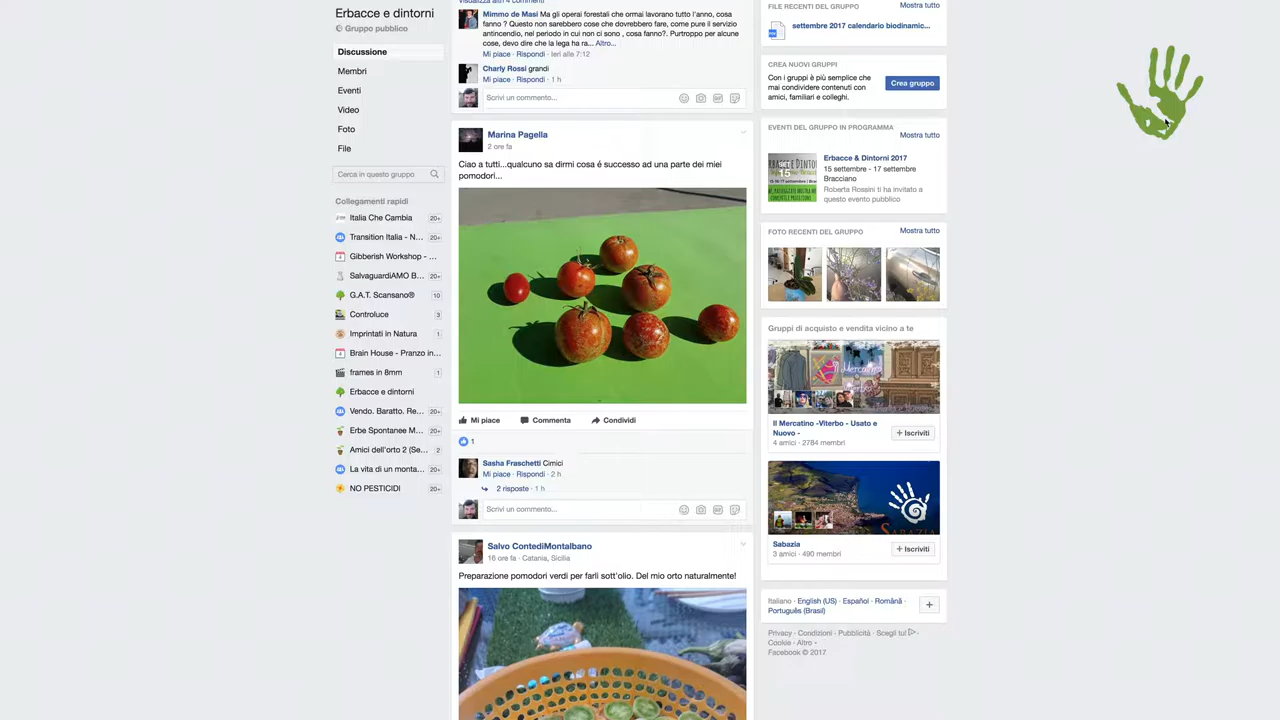 Erbacce e dintorni
Gruppo pubblico
Discussione
Membri
Eventi
Video
Foto
File
Cerca in questo gruppo
Collegamenti rapidi
Italia Che Cambia 20+
Transition Italia - N... 20+
Gibberish Workshop - ...
SalvaguardiAMO B... 20+
G.A.T. Scansano® 10
Controluce 3
Imprintati in Natura 1
Brain House - Pranzo in...
frames in 8mm 1
Erbacce e dintorni
Vendo. Baratto. Re... 20+
Erbe Spontanee M... 20+
Amici dell'orto 2 (Se... 2
La vita di un monta... 20+
NO PESTICIDI 20+
Visualizza altri 4 commenti
Mimmo de Masi Ma gli operai forestali che ormai lavorano tutto l'anno, cosa
fanno ? Questo non sarebbero cose che dovrebbero fare, come pure il servizio
antincendio, nel periodo in cui non ci sono , cosa fanno?. Purtroppo per alcune
cose, devo dire che la lega ha ra... Altro...
Mi piace · Rispondi · Ieri alle 7:12
Charly Rossi grandi
Mi piace · Rispondi · 1 h
Scrivi un commento...
Marina Pagella
2 ore fa
Ciao a tutti...qualcuno sa dirmi cosa é successo ad una parte dei miei
pomodori...
Mi piace Commenta Condividi
1
Sasha Fraschetti Cimici
Mi piace · Rispondi · 2 h
2 risposte · 1 h
Scrivi un commento...
Salvo ContediMontalbano
16 ore fa · Catania, Sicilia
Preparazione pomodori verdi per farli sott'olio. Del mio orto naturalmente!
FILE RECENTI DEL GRUPPO Mostra tutto
settembre 2017 calendario biodinamic...
CREA NUOVI GRUPPI
Con i gruppi è più semplice che
mai condividere contenuti con
amici, familiari e colleghi.
Crea gruppo
EVENTI DEL GRUPPO IN PROGRAMMA
Mostra tutto
SET
15
Erbacce & Dintorni 2017
15 settembre - 17 settembre
Bracciano
Roberta Rossini ti ha invitato a
questo evento pubblico
FOTO RECENTI DEL GRUPPO Mostra tutto
Gruppi di acquisto e vendita vicino a te
Il Mercatino -Viterbo - Usato e
Nuovo -
4 amici · 2784 membri
+ Iscriviti
SABAZIA
Sabazia
3 amici · 490 membri
+ Iscriviti
Italiano · English (US) · Español · Română ·
Português (Brasil)
+
Privacy · Condizioni · Pubblicità · Scegli tu! ·
Cookie · Altro
Facebook © 2017